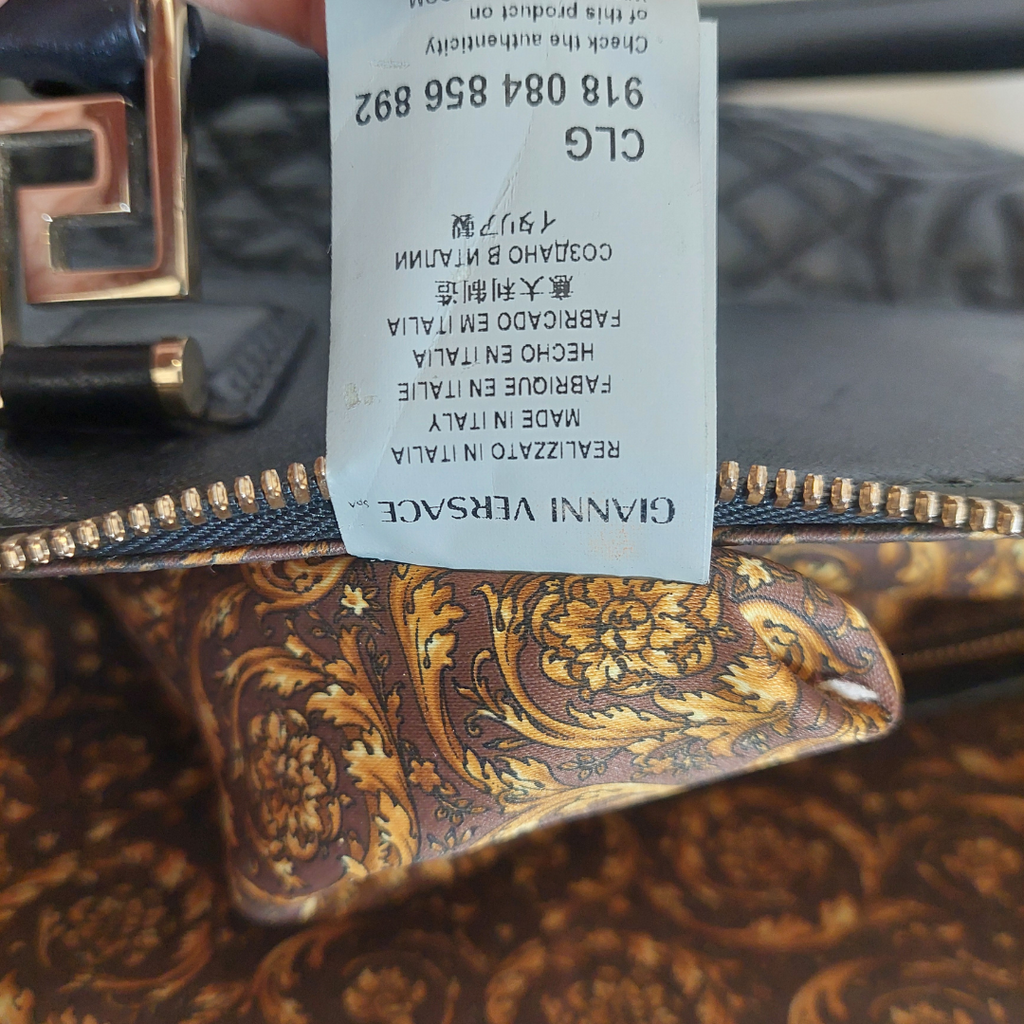 GIANNI VERSACE SpA
REALIZZATO IN ITALIA
MADE IN ITALY
FABRIQUE EN ITALIE
HECHO EN ITALIA
FABRICADO EM ITALIA
意大利制造
СОЗДАНО В ИТАЛИИ
イタリア製
CLG
918 084 856 892
Check the authenticity
of this product on